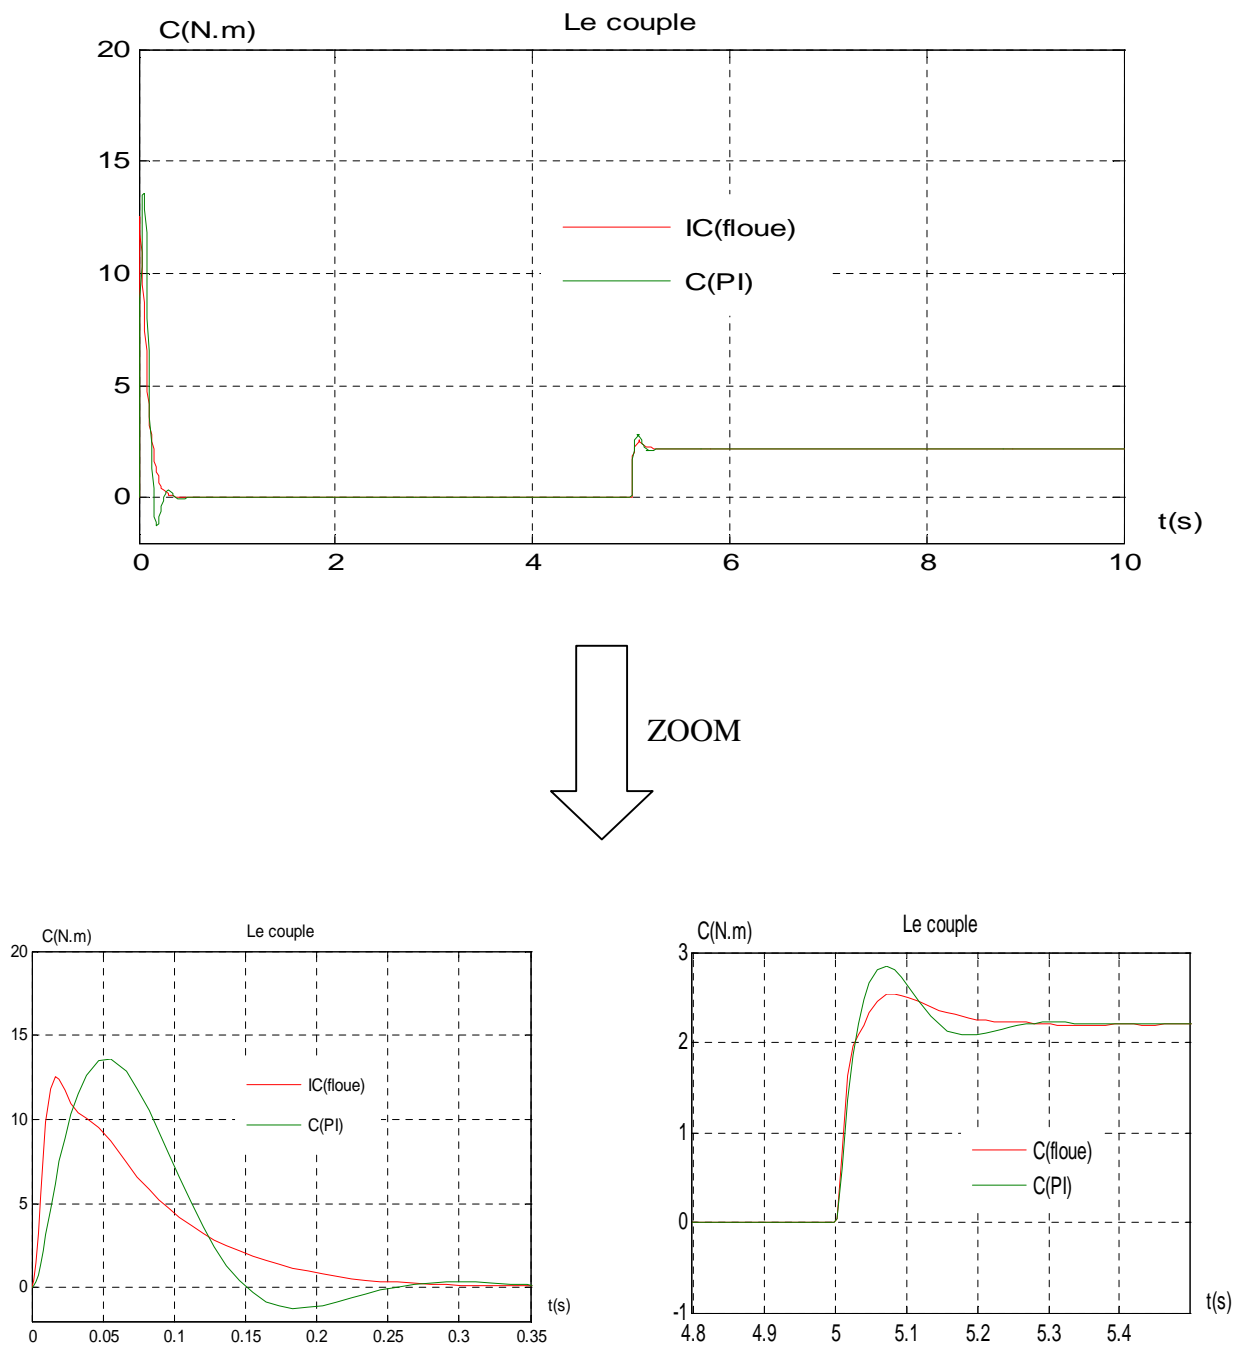 Le couple
C(N.m)
20
15
10
5
0
IC(floue)
C(PI)
t(s)
0 2 4 6 8 10
ZOOM
C(N.m) Le couple
20
15
10
5
0
IC(floue)
C(PI)
t(s)
0 0.05 0.1 0.15 0.2 0.25 0.3 0.35
Le couple
C(N.m)
3
2
1
0
-1
C(floue)
C(PI)
t(s)
4.8 4.9 5 5.1 5.2 5.3 5.4